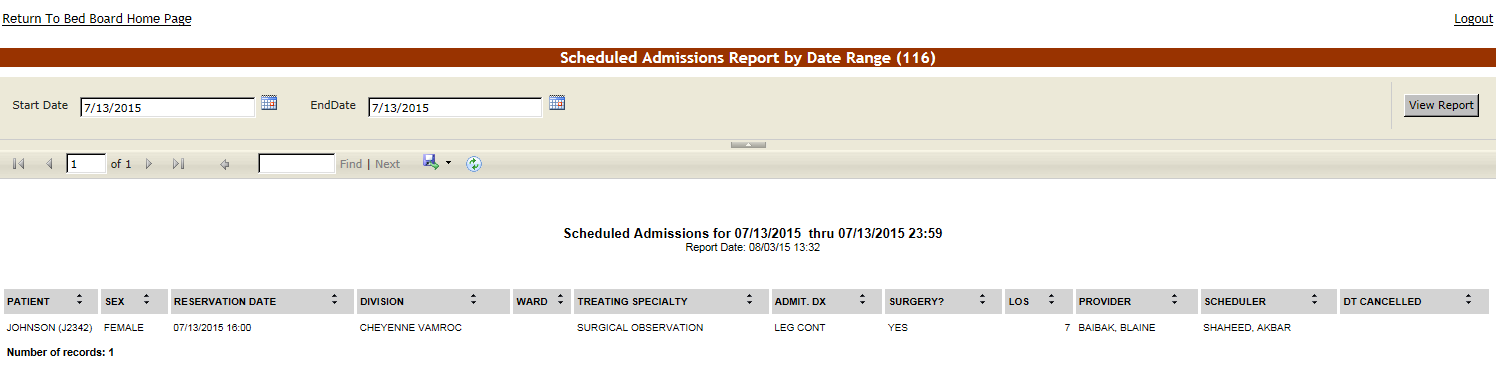 Return To Bed Board Home Page Logout
Scheduled Admissions Report by Date Range (116)
Start Date 7/13/2015 EndDate 7/13/2015 View Report
1 of 1 Find | Next
Scheduled Admissions for 07/13/2015 thru 07/13/2015 23:59
Report Date: 08/03/15 13:32
PATIENT SEX RESERVATION DATE DIVISION WARD TREATING SPECIALTY ADMIT. DX SURGERY? LOS PROVIDER SCHEDULER DT CANCELLED
JOHNSON (J2342) FEMALE 07/13/2015 16:00 CHEYENNE VAMROC SURGICAL OBSERVATION LEG CONT YES 7 BAIBAK, BLAINE SHAHEED, AKBAR
Number of records: 1